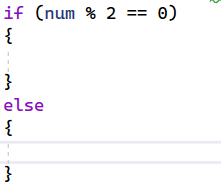 if (num % 2 == 0)
{
}
else
{
}